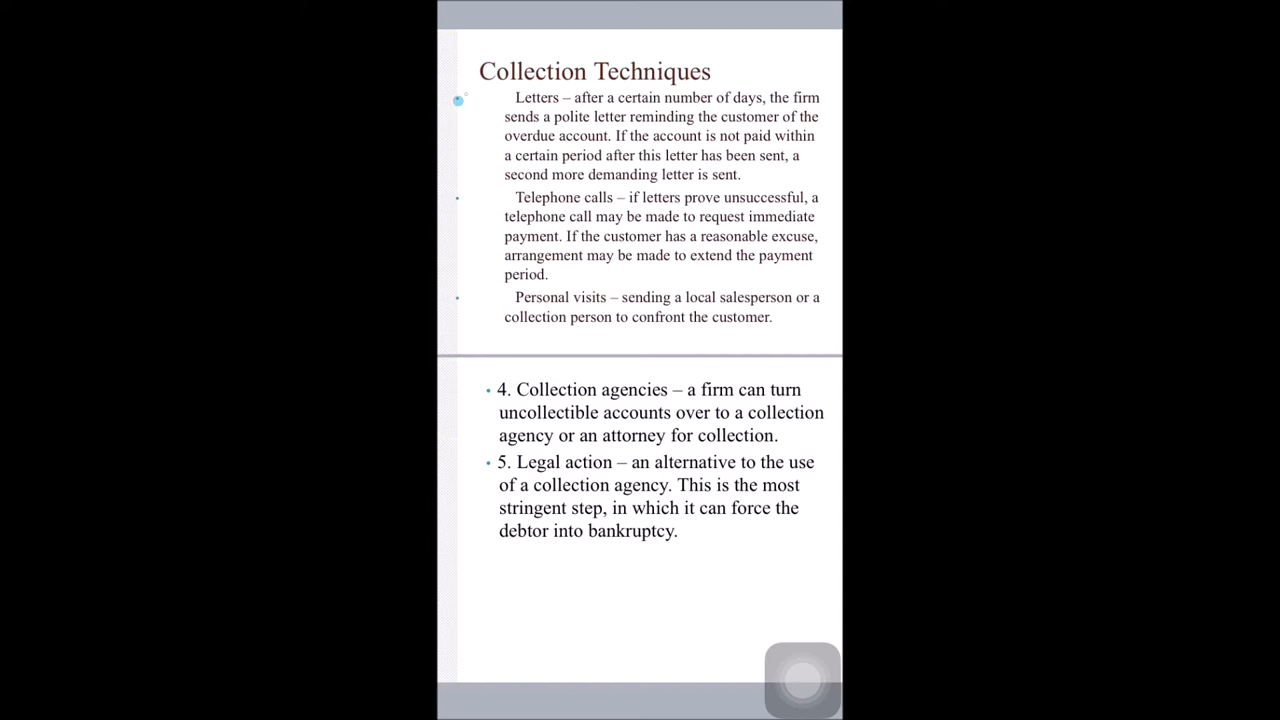 Collection Techniques
• Letters – after a certain number of days, the firm
sends a polite letter reminding the customer of the
overdue account. If the account is not paid within
a certain period after this letter has been sent, a
second more demanding letter is sent.
• Telephone calls – if letters prove unsuccessful, a
telephone call may be made to request immediate
payment. If the customer has a reasonable excuse,
arrangement may be made to extend the payment
period.
• Personal visits – sending a local salesperson or a
collection person to confront the customer.
• 4. Collection agencies – a firm can turn
uncollectible accounts over to a collection
agency or an attorney for collection.
• 5. Legal action – an alternative to the use
of a collection agency. This is the most
stringent step, in which it can force the
debtor into bankruptcy.